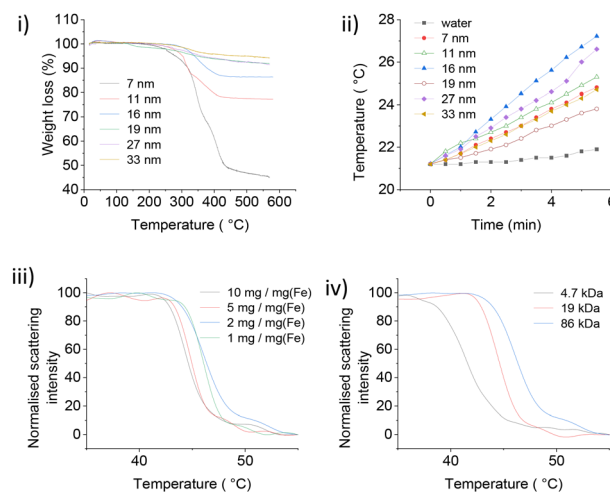 i)
Weight loss (%)
100
90
80
70
60
50
40
7 nm
11 nm
16 nm
19 nm
27 nm
33 nm
0 100 200 300 400 500 600
Temperature ( °C)
ii)
Temperature ( °C)
28
26
24
22
20
water
7 nm
11 nm
16 nm
19 nm
27 nm
33 nm
0 2 4 6
Time (min)
iii)
Normalised scattering
intensity
100
80
60
40
20
0
10 mg / mg(Fe)
5 mg / mg(Fe)
2 mg / mg(Fe)
1 mg / mg(Fe)
40 50
Temperature ( °C)
iv)
Normalised scattering
intensity
100
80
60
40
20
0
4.7 kDa
19 kDa
86 kDa
40 50
Temperature ( °C)